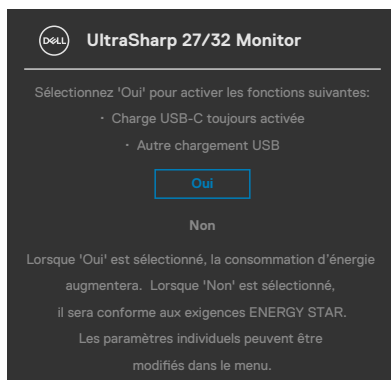 DELL
UltraSharp 27/32 Monitor
Sélectionnez 'Oui' pour activer les fonctions suivantes:
· Charge USB-C toujours activée
· Autre chargement USB
Oui
Non
Lorsque 'Oui' est sélectionné, la consommation d'énergie
augmentera. Lorsque 'Non' est sélectionné,
il sera conforme aux exigences ENERGY STAR.
Les paramètres individuels peuvent être
modifiés dans le menu.